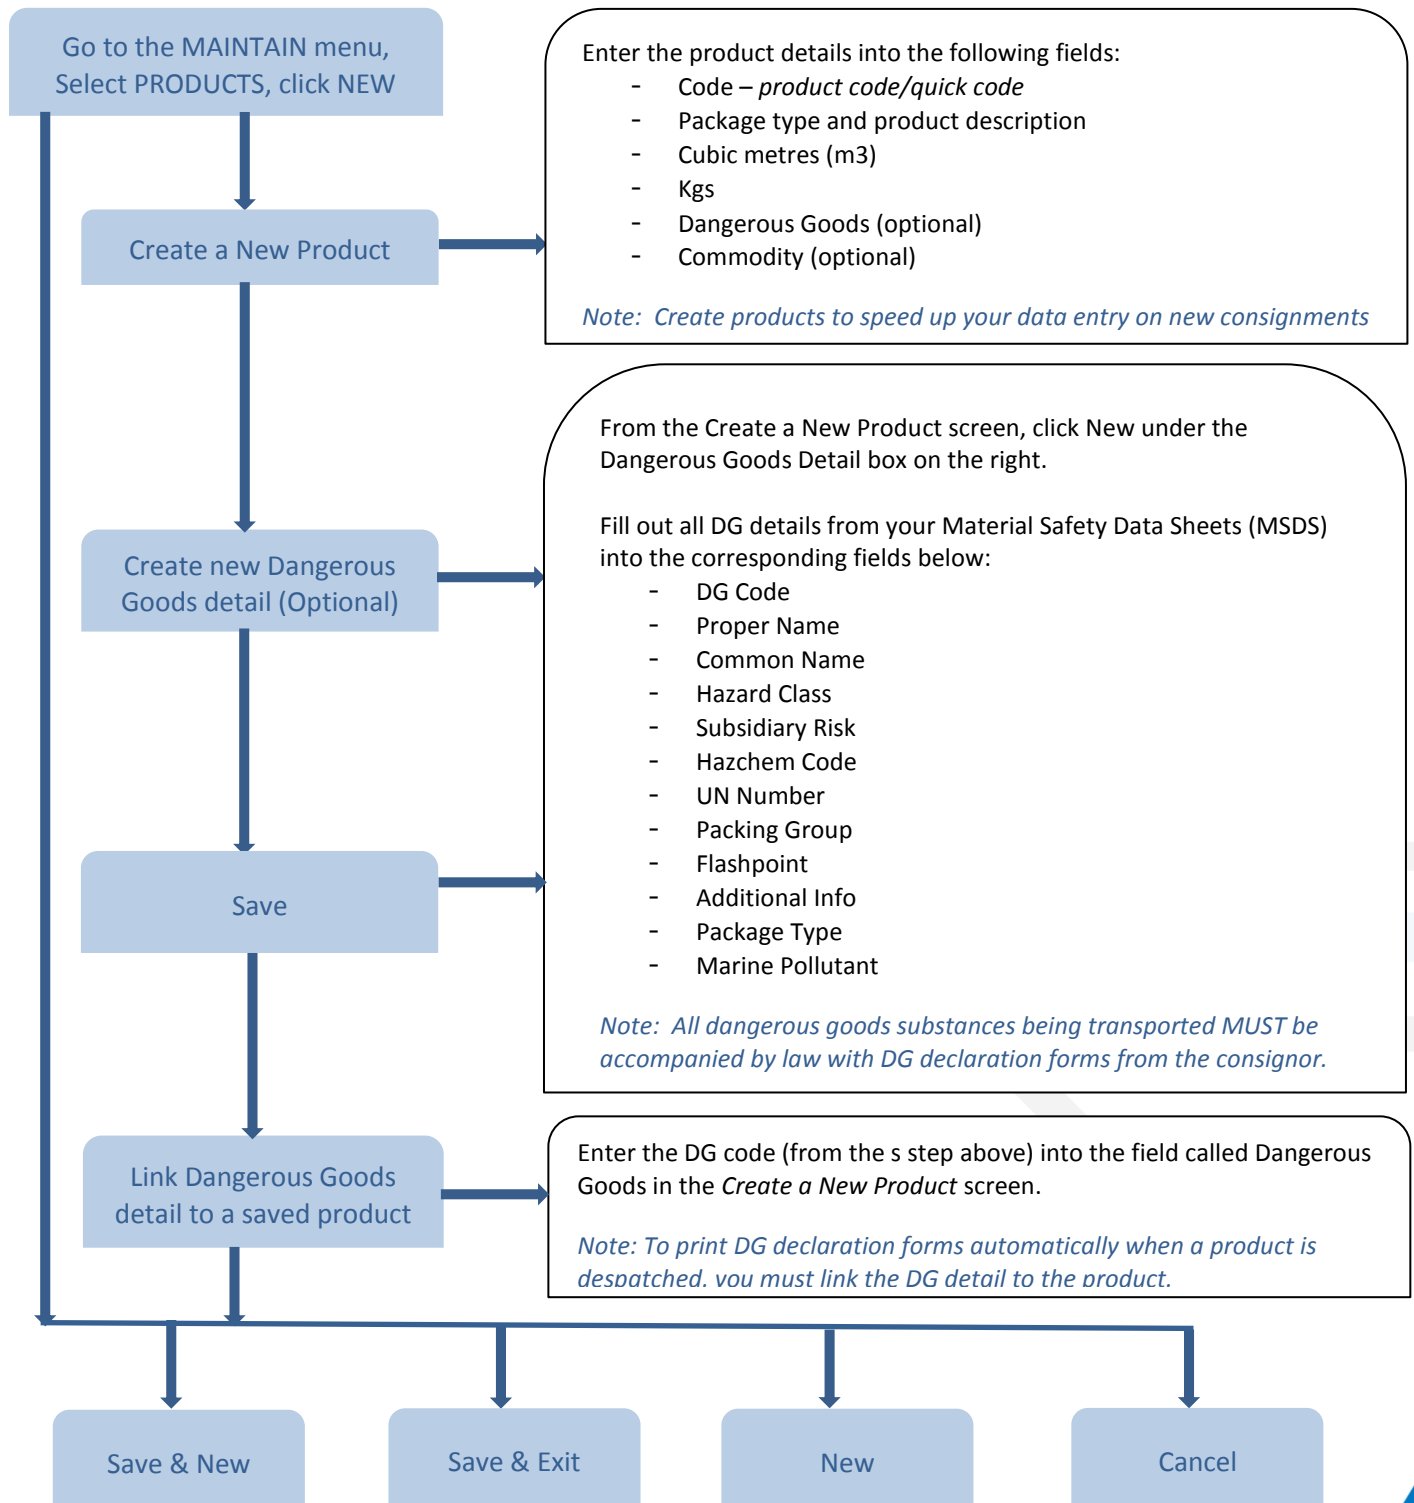 Go to the MAINTAIN menu,
Select PRODUCTS, click NEW
Enter the product details into the following fields:
- Code – product code/quick code
- Package type and product description
- Cubic metres (m3)
- Kgs
- Dangerous Goods (optional)
- Commodity (optional)
Note: Create products to speed up your data entry on new consignments
Create a New Product
From the Create a New Product screen, click New under the
Dangerous Goods Detail box on the right.
Fill out all DG details from your Material Safety Data Sheets (MSDS)
into the corresponding fields below:
- DG Code
- Proper Name
- Common Name
- Hazard Class
- Subsidiary Risk
- Hazchem Code
- UN Number
- Packing Group
- Flashpoint
- Additional Info
- Package Type
- Marine Pollutant
Note: All dangerous goods substances being transported MUST be
accompanied by law with DG declaration forms from the consignor.
Create new Dangerous
Goods detail (Optional)
Save
Link Dangerous Goods
detail to a saved product
Enter the DG code (from the s step above) into the field called Dangerous
Goods in the Create a New Product screen.
Note: To print DG declaration forms automatically when a product is
despatched, you must link the DG detail to the product.
Save & New
Save & Exit
New
Cancel